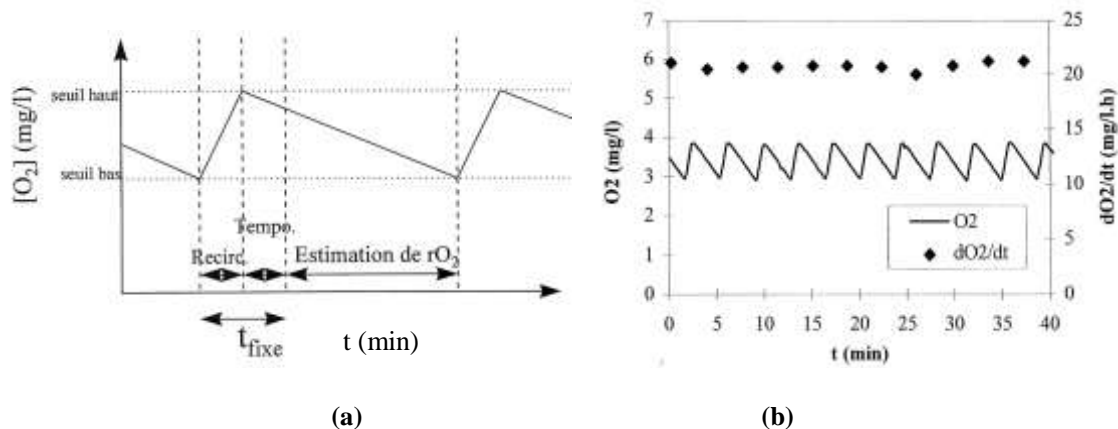 [O2] (mg/l)
seuil haut
seuil bas
Tempo.
Recirc.
Estimation de rO2
tfixe
t (min)
(a)
O2 (mg/l)
7
6
5
4
3
2
1
0
0
5
10
15
20
25
30
35
40
t (min)
25
20
15
10
5
0
dO2/dt (mg/l.h)
O2
dO2/dt
(b)